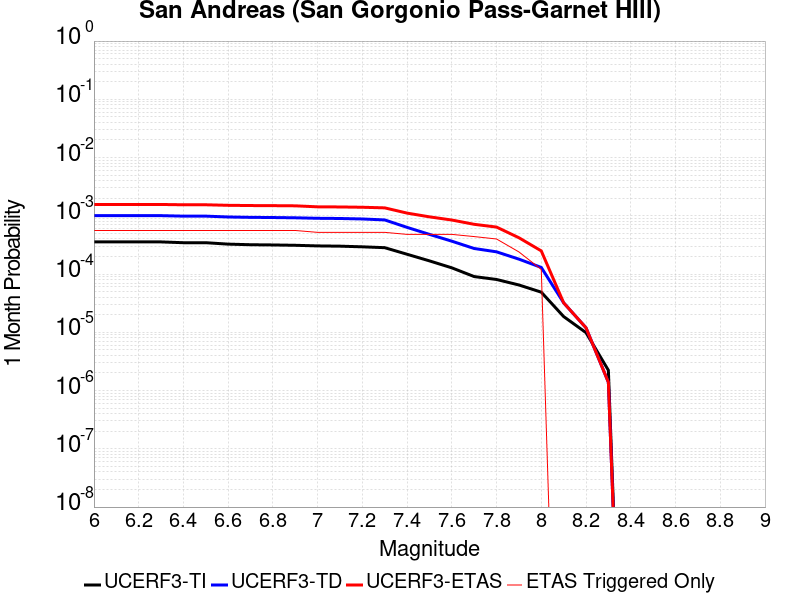 San Andreas (San Gorgonio Pass-Garnet HIll)
10^0
10^-1
10^-2
10^-3
10^-4
10^-5
10^-6
10^-7
10^-8
1 Month Probability
6 6.2 6.4 6.6 6.8 7 7.2 7.4 7.6 7.8 8 8.2 8.4 8.6 8.8 9
Magnitude
UCERF3-TI UCERF3-TD UCERF3-ETAS ETAS Triggered Only